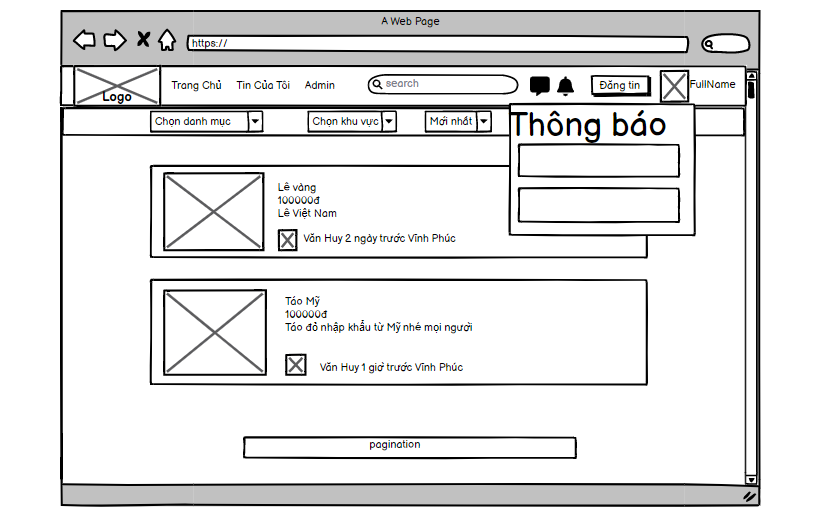 A Web Page
https://
Logo
Trang Chủ
Tin Của Tôi
Admin
search
Đăng tin
FullName
Chọn danh mục
Chọn khu vực
Mới nhất
Thông báo
Lê vàng
100000đ
Lê Việt Nam
Văn Huy 2 ngày trước Vĩnh Phúc
Táo Mỹ
100000đ
Táo đỏ nhập khẩu từ Mỹ nhé mọi người
Văn Huy 1 giờ trước Vĩnh Phúc
pagination